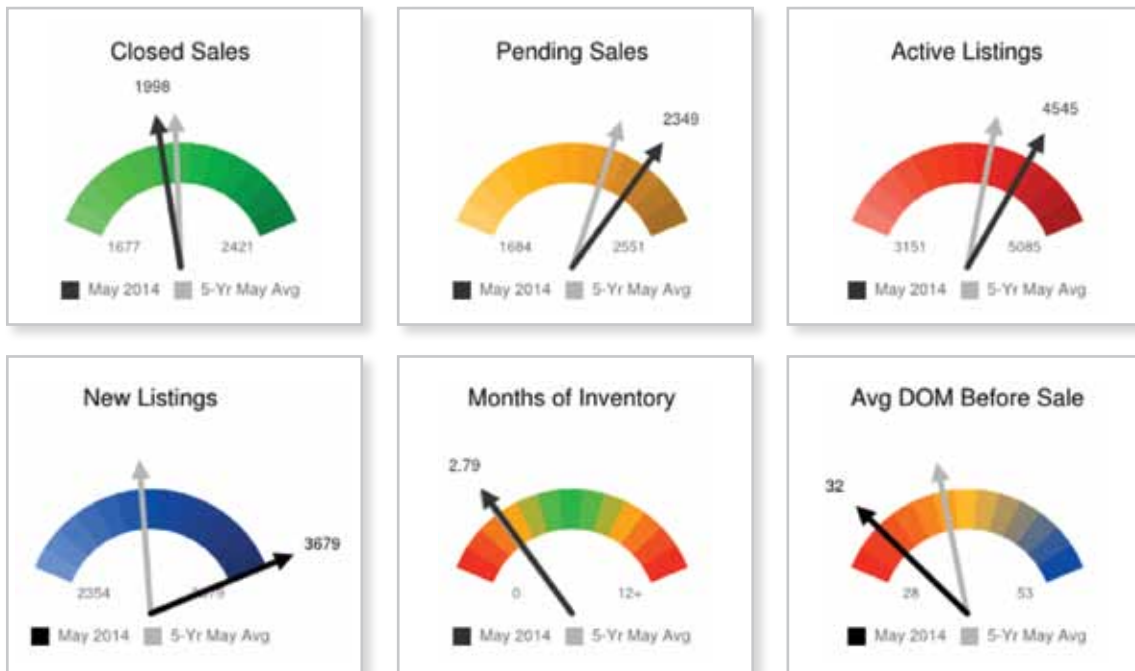 Closed Sales
1998
1677 2421
May 2014 5-Yr May Avg
Pending Sales
2349
1684 2551
May 2014 5-Yr May Avg
Active Listings
4545
3151 5085
May 2014 5-Yr May Avg
New Listings
3679
2354
May 2014 5-Yr May Avg
Months of Inventory
2.79
0 12+
May 2014 5-Yr May Avg
Avg DOM Before Sale
32
28 53
May 2014 5-Yr May Avg